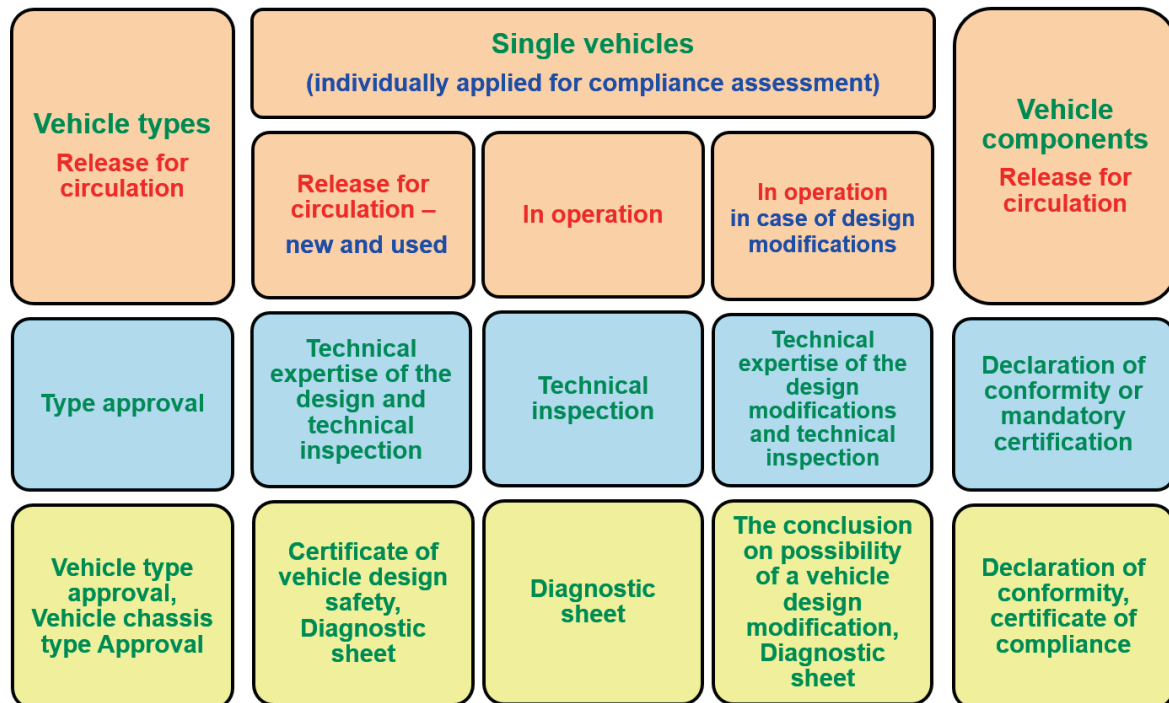 Vehicle types
Release for
circulation
Single vehicles
(individually applied for compliance assessment)
Release for
circulation –
new and used
In operation
In operation
in case of design
modifications
Vehicle
components
Release for
circulation
Type approval
Technical
expertise of the
design and
technical
inspection
Technical
inspection
Technical
expertise of the
design
modifications
and technical
inspection
Declaration of
conformity or
mandatory
certification
Vehicle type
approval,
Vehicle chassis
type Approval
Certificate of
vehicle design
safety,
Diagnostic
sheet
Diagnostic
sheet
The conclusion
on possibility
of a vehicle
design
modification,
Diagnostic
sheet
Declaration of
conformity,
certificate of
compliance